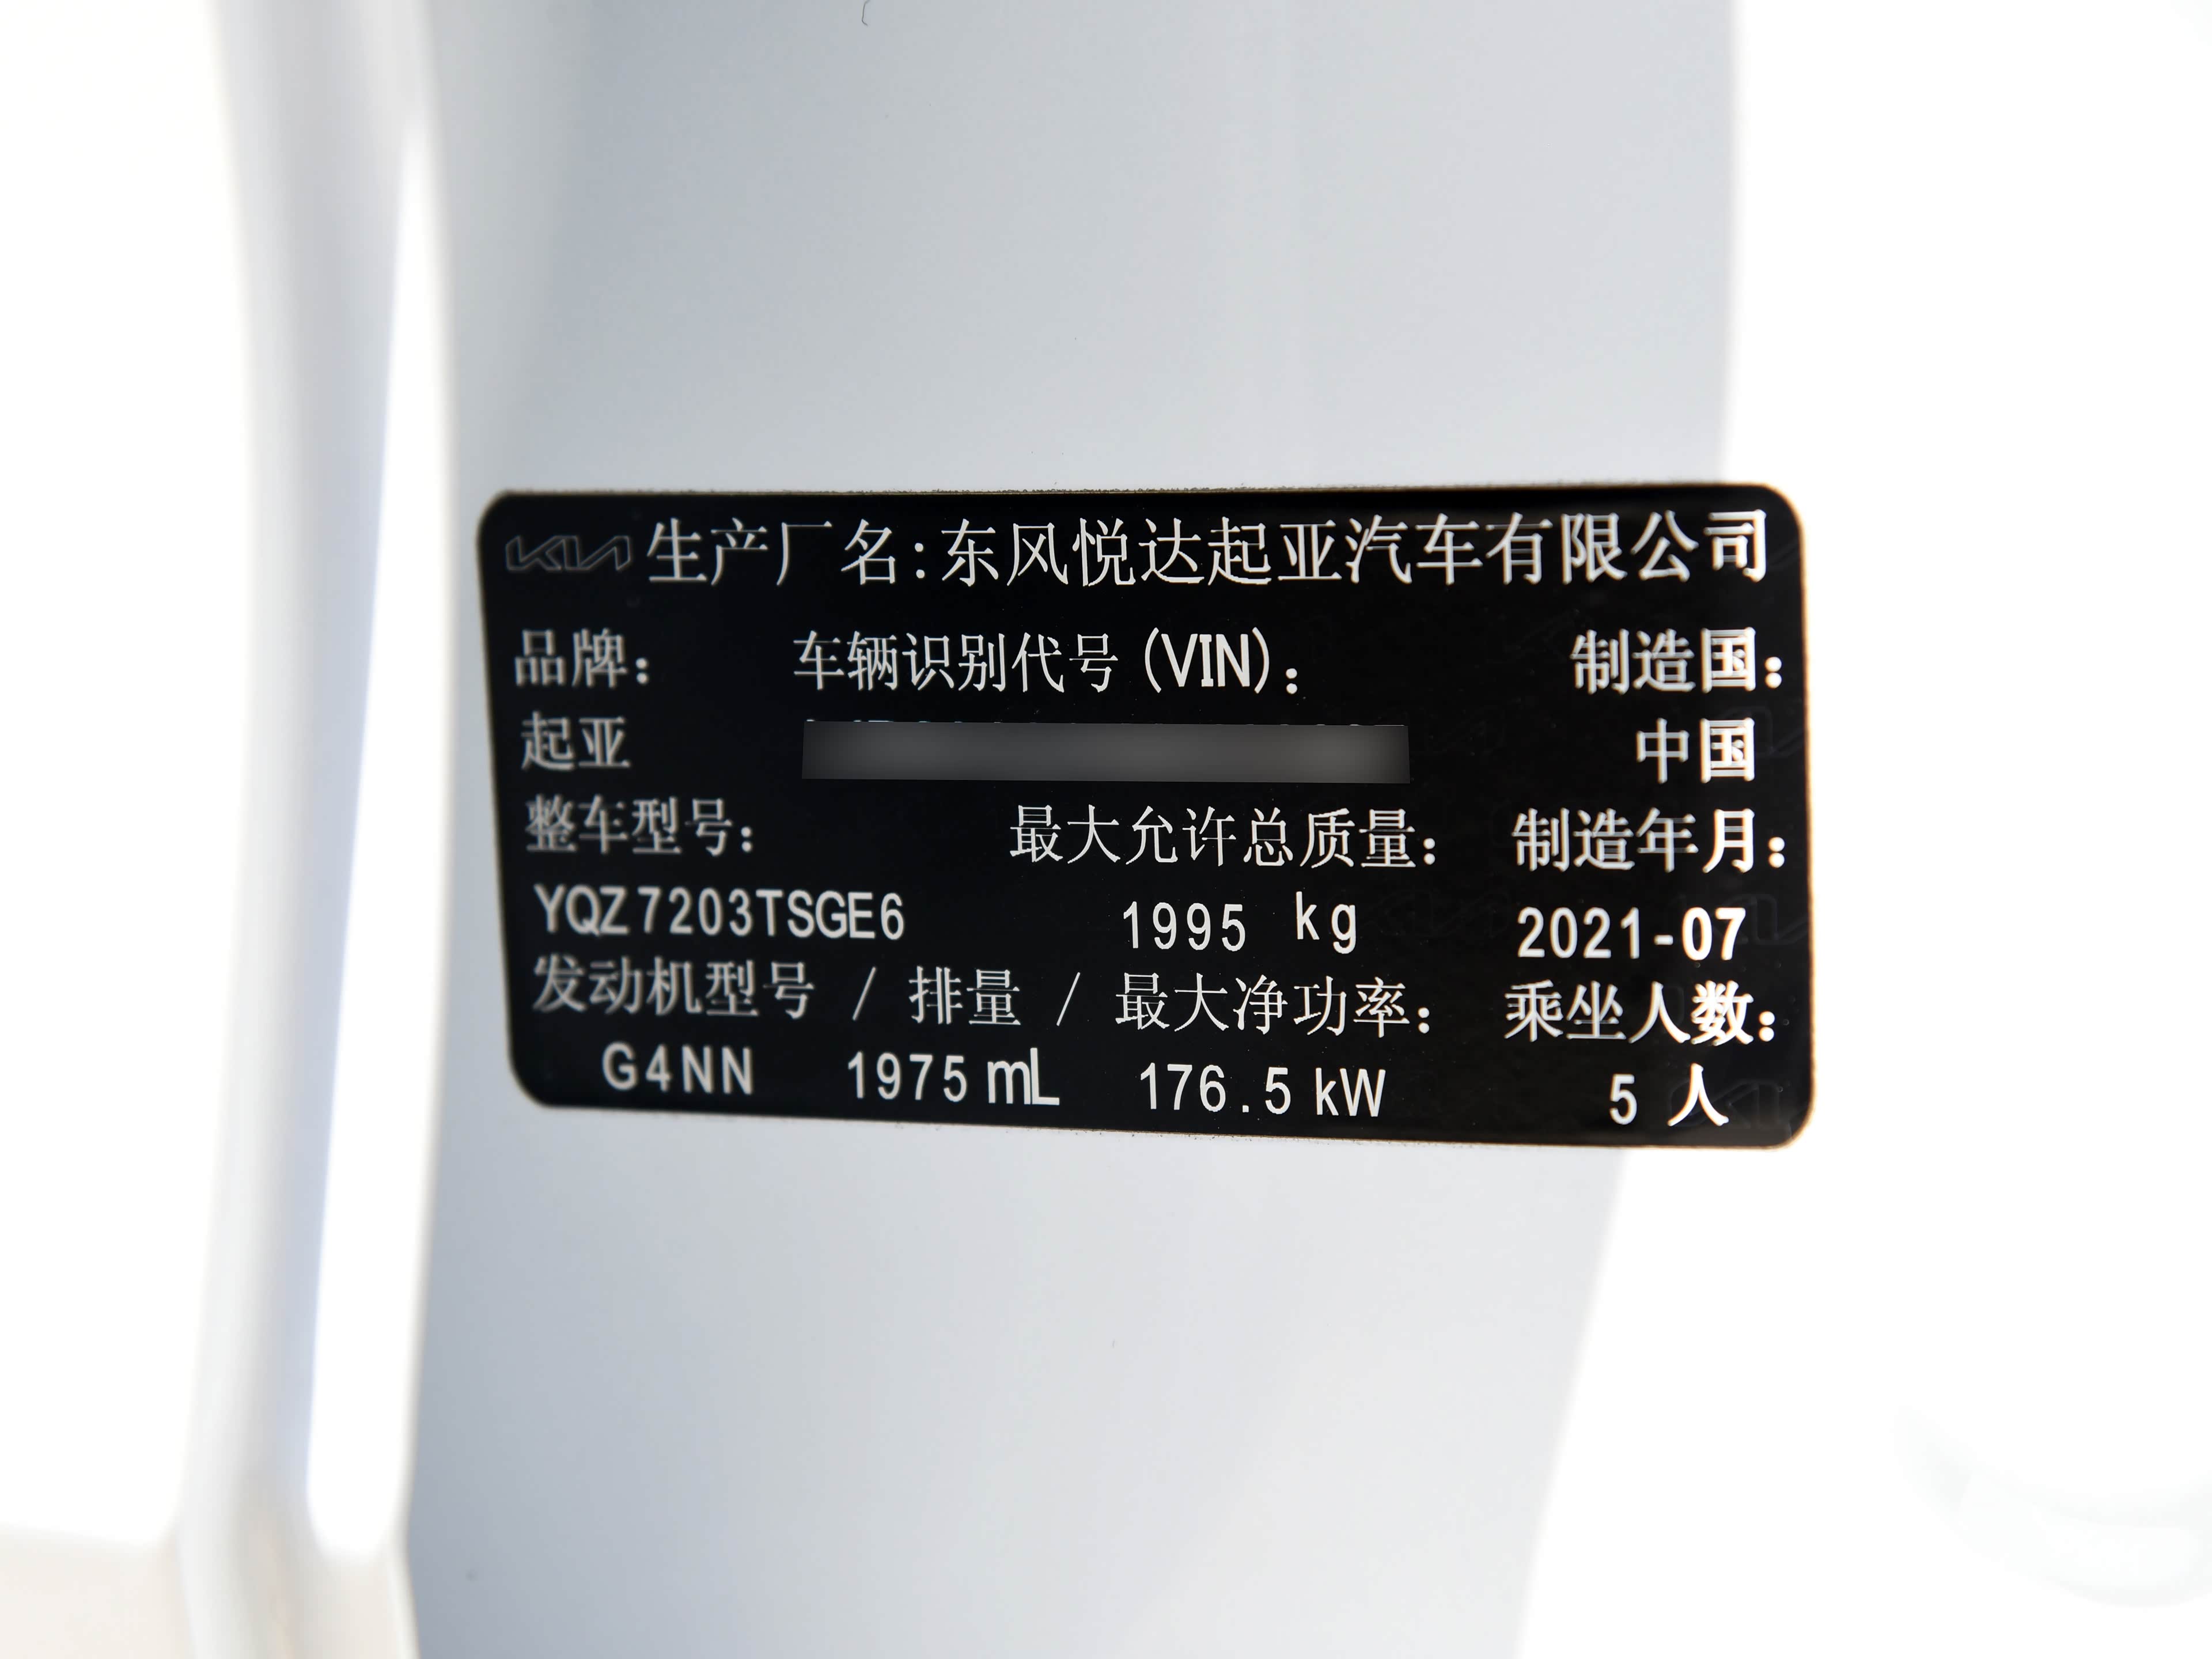 KIA 生产厂名:东风悦达起亚汽车有限公司
品牌: 车辆识别代号(VIN): 制造国:
起亚 中国
整车型号: 最大允许总质量: 制造年月:
YQZ7203TSGE6 1995 kg 2021-07
发动机型号 / 排量 / 最大净功率: 乘坐人数:
G4NN 1975 mL 176.5 kW 5 人